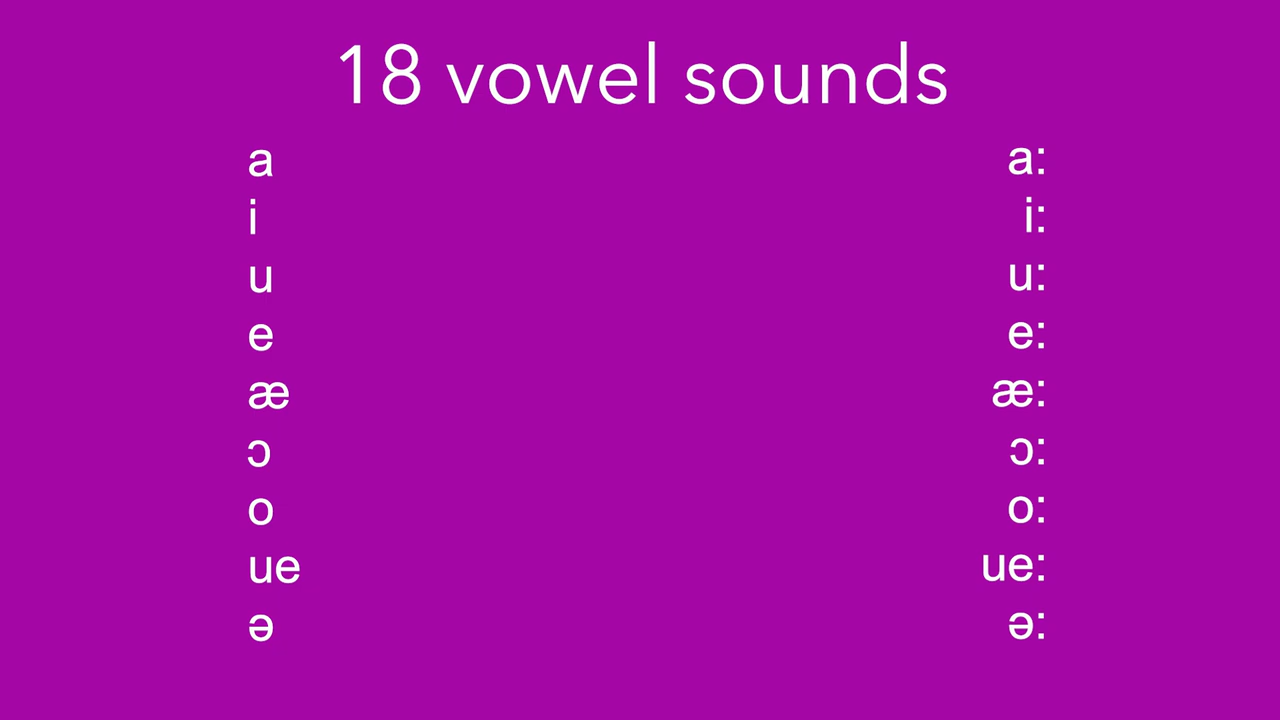 18 vowel sounds
a a:
i i:
u u:
e e:
æ æ:
ɔ ɔ:
o o:
ue ue:
ə ə: